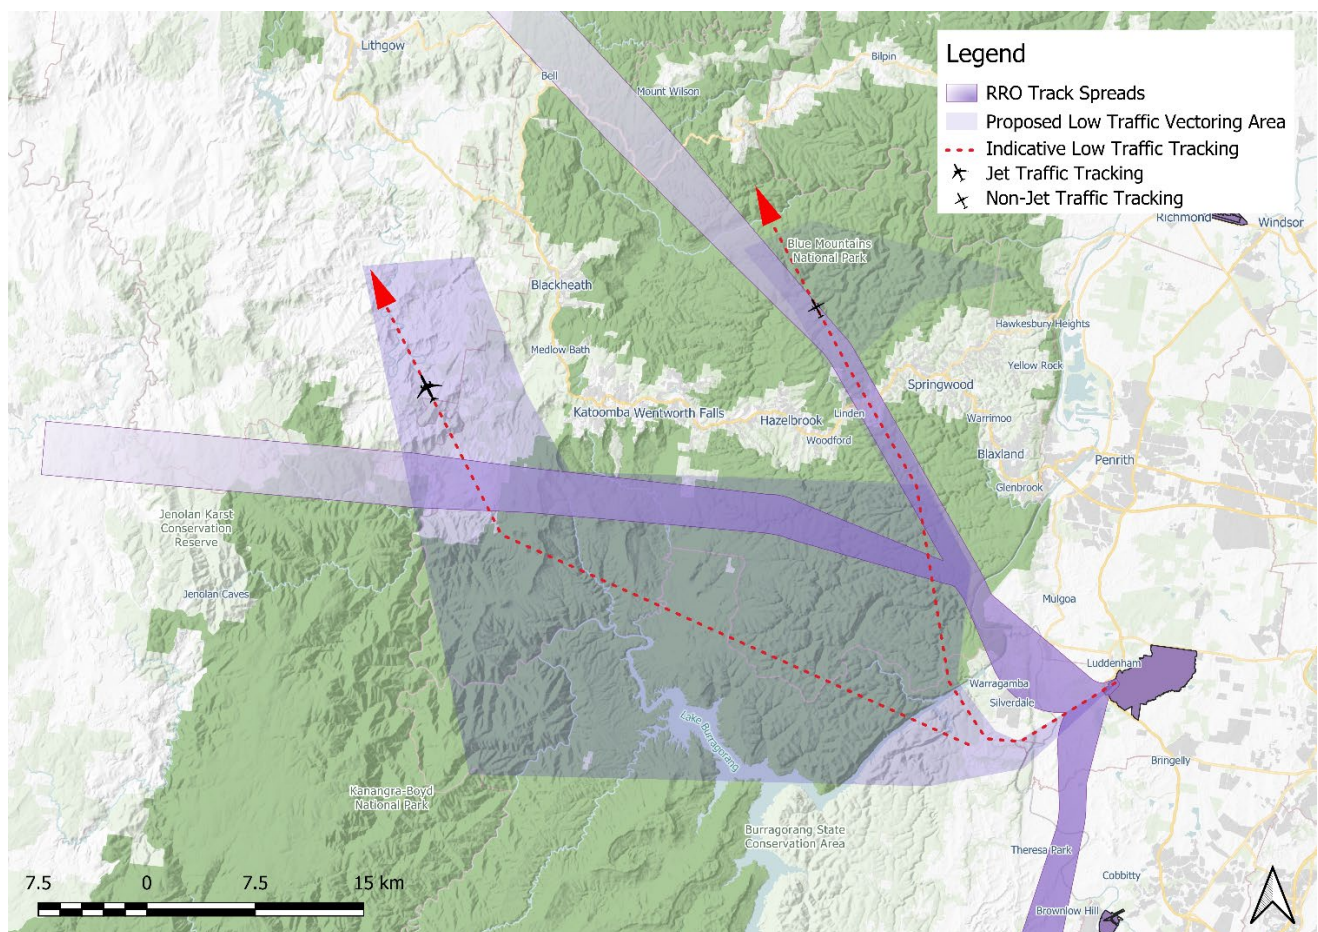 Lithgow
Bell
Mount Wilson
Bilpin
Legend
RRO Track Spreads
Proposed Low Traffic Vectoring Area
Indicative Low Traffic Tracking
Jet Traffic Tracking
Non-Jet Traffic Tracking
Richmond
Windsor
Blue Mountains
National Park
Blackheath
Hawkesbury Heights
Medlow Bath
Yellow Rock
Springwood
Katoomba
Wentworth Falls
Hazelbrook
Linden
Warrimoo
Woodford
Blaxland
Penrith
Glenbrook
Jenolan Karst
Conservation
Reserve
Jenolan Caves
Mulgoa
Luddenham
Warragamba
Silverdale
Lake Burragorang
Bringelly
Kanangra-Boyd
National Park
Burragorang State
Conservation Area
Theresa Park
Cobbitty
Brownlow Hill
7.5 0 7.5 15 km